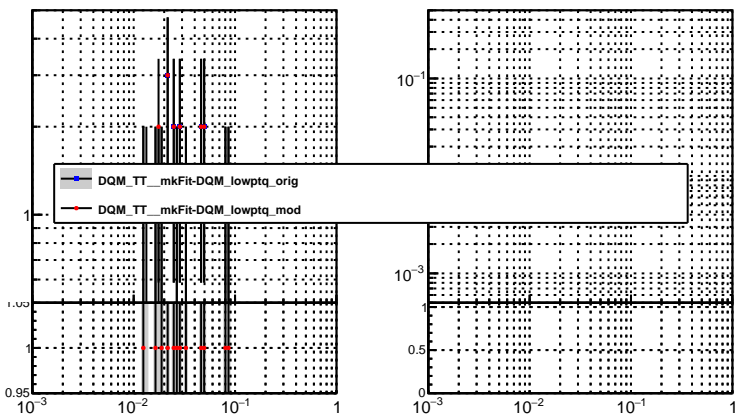 10⁻¹
DQM_TT__mkFit-DQM_lowptq_orig
DQM_TT__mkFit-DQM_lowptq_mod
1
10⁻³
1.05
1
1
0.5
0.95
0
10⁻³ 10⁻² 10⁻¹ 1
10⁻³ 10⁻² 10⁻¹ 1